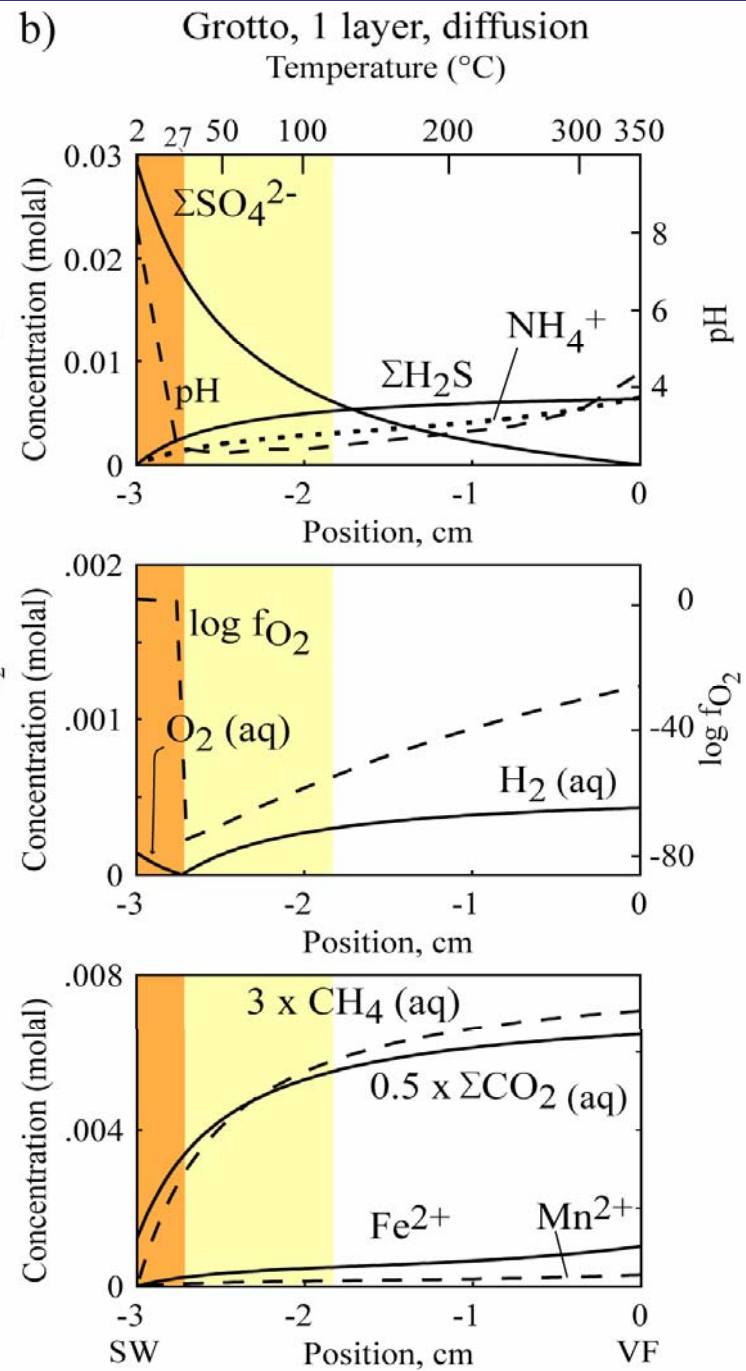 b) Grotto, 1 layer, diffusion
Temperature (°C)
2 27 50 100 200 300 350
0.03
0.02
0.01
0
Concentration (molal)
ΣSO₄²⁻
NH₄⁺
ΣH₂S
pH
8
6
4
pH
-3 -2 -1 0
Position, cm
.002
.001
0
Concentration (molal)
log fO₂
O₂ (aq)
H₂ (aq)
0
-40
-80
log fO₂
-3 -2 -1 0
Position, cm
.008
.004
0
Concentration (molal)
3 x CH₄ (aq)
0.5 x ΣCO₂ (aq)
Fe²⁺
Mn²⁺
-3 -2 -1 0
SW Position, cm VF